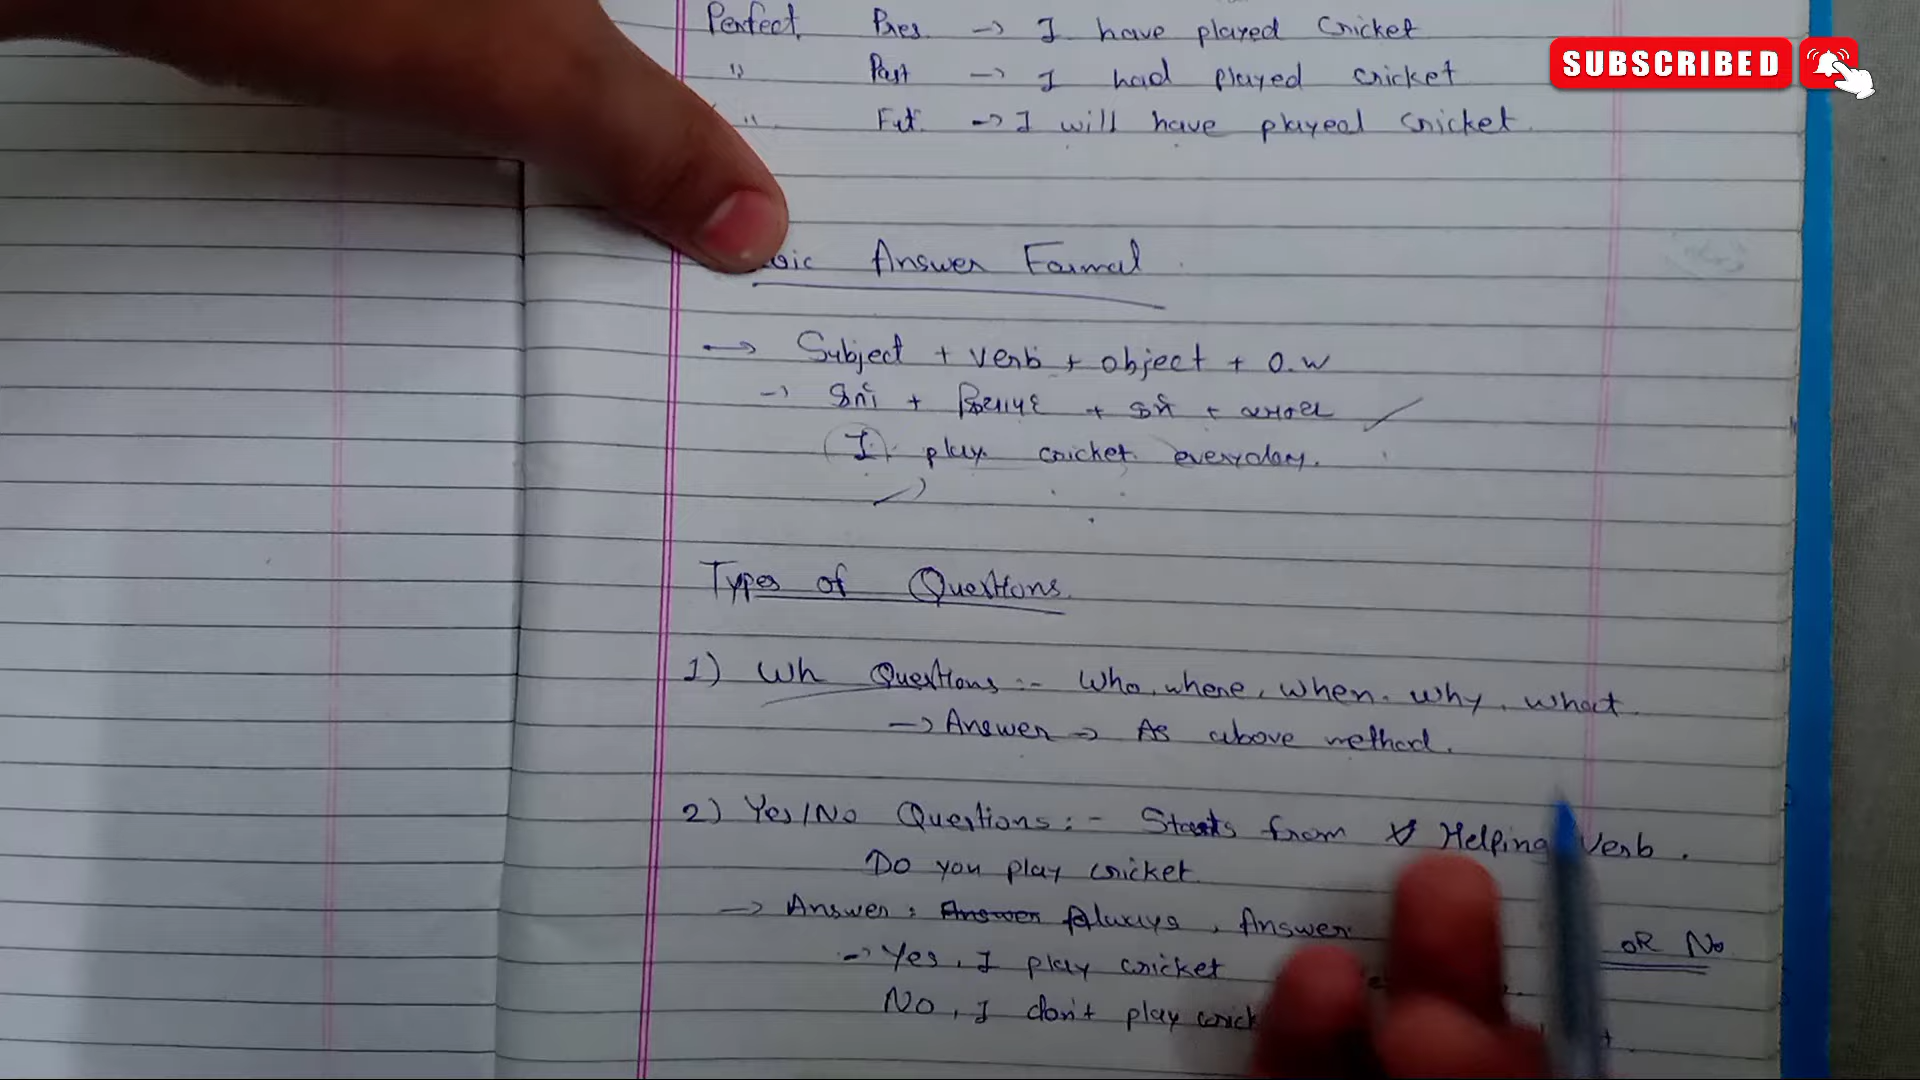 Perfect Pres. → I have played Cricket
SUBSCRIBED
" Past → I had played cricket
" Fut. → I will have played cricket.
Answer Format
→ Subject + verb + object + O.W
→ કર્તા + ક્રિયાપદ + કર્મ +
I play cricket everyday.
Types of Questions.
1) Wh Questions :- Who, where, when, why, what.
→ Answer → As above method.
2) Yes/No Questions :- Starts from Helping Verb.
Do you play cricket.
→ Answer : Always, Answer OR No
→ Yes, I play cricket
No, I don't play